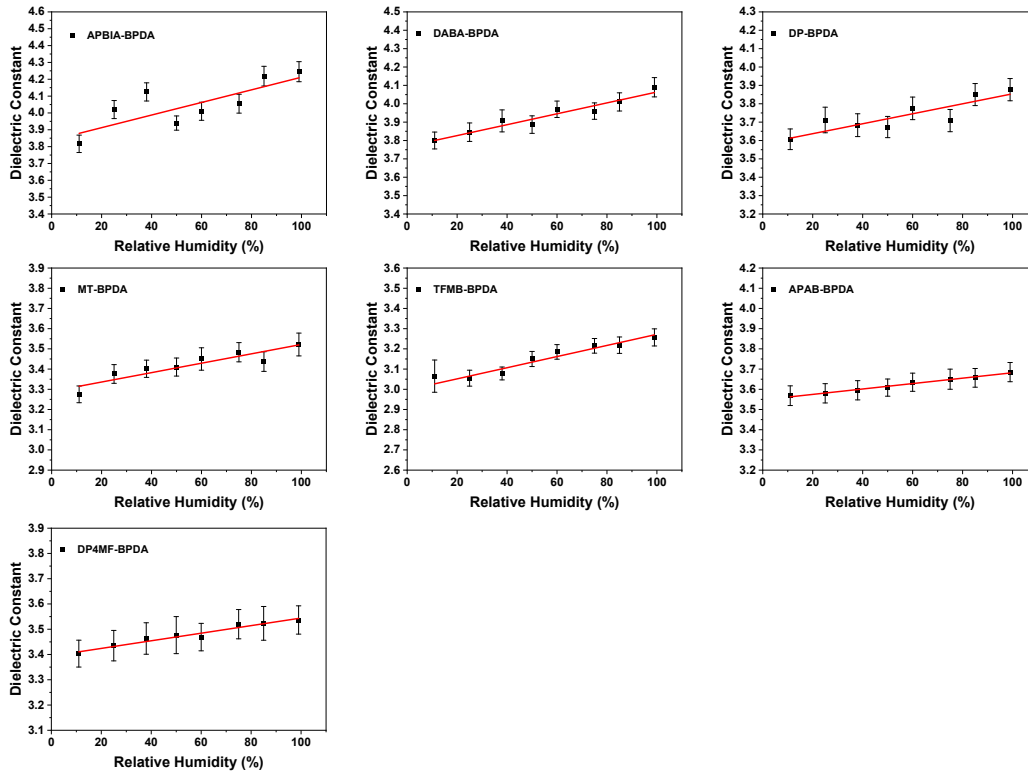 APBIA-BPDA
4.6
4.5
4.4
4.3
4.2
4.1
4.0
3.9
3.8
3.7
3.6
3.5
3.4
0 20 40 60 80 100
Dielectric Constant
Relative Humidity (%)
DABA-BPDA
4.5
4.4
4.3
4.2
4.1
4.0
3.9
3.8
3.7
3.6
3.5
3.4
0 20 40 60 80 100
Dielectric Constant
Relative Humidity (%)
DP-BPDA
4.3
4.2
4.1
4.0
3.9
3.8
3.7
3.6
3.5
3.4
3.3
3.2
0 20 40 60 80 100
Dielectric Constant
Relative Humidity (%)
MT-BPDA
3.9
3.8
3.7
3.6
3.5
3.4
3.3
3.2
3.1
3.0
2.9
0 20 40 60 80 100
Dielectric Constant
Relative Humidity (%)
TFMB-BPDA
3.6
3.5
3.4
3.3
3.2
3.1
3.0
2.9
2.8
2.7
2.6
0 20 40 60 80 100
Dielectric Constant
Relative Humidity (%)
APAB-BPDA
4.2
4.1
4.0
3.9
3.8
3.7
3.6
3.5
3.4
3.3
3.2
0 20 40 60 80 100
Dielectric Constant
Relative Humidity (%)
DP4MF-BPDA
3.9
3.8
3.7
3.6
3.5
3.4
3.3
3.2
3.1
0 20 40 60 80 100
Dielectric Constant
Relative Humidity (%)